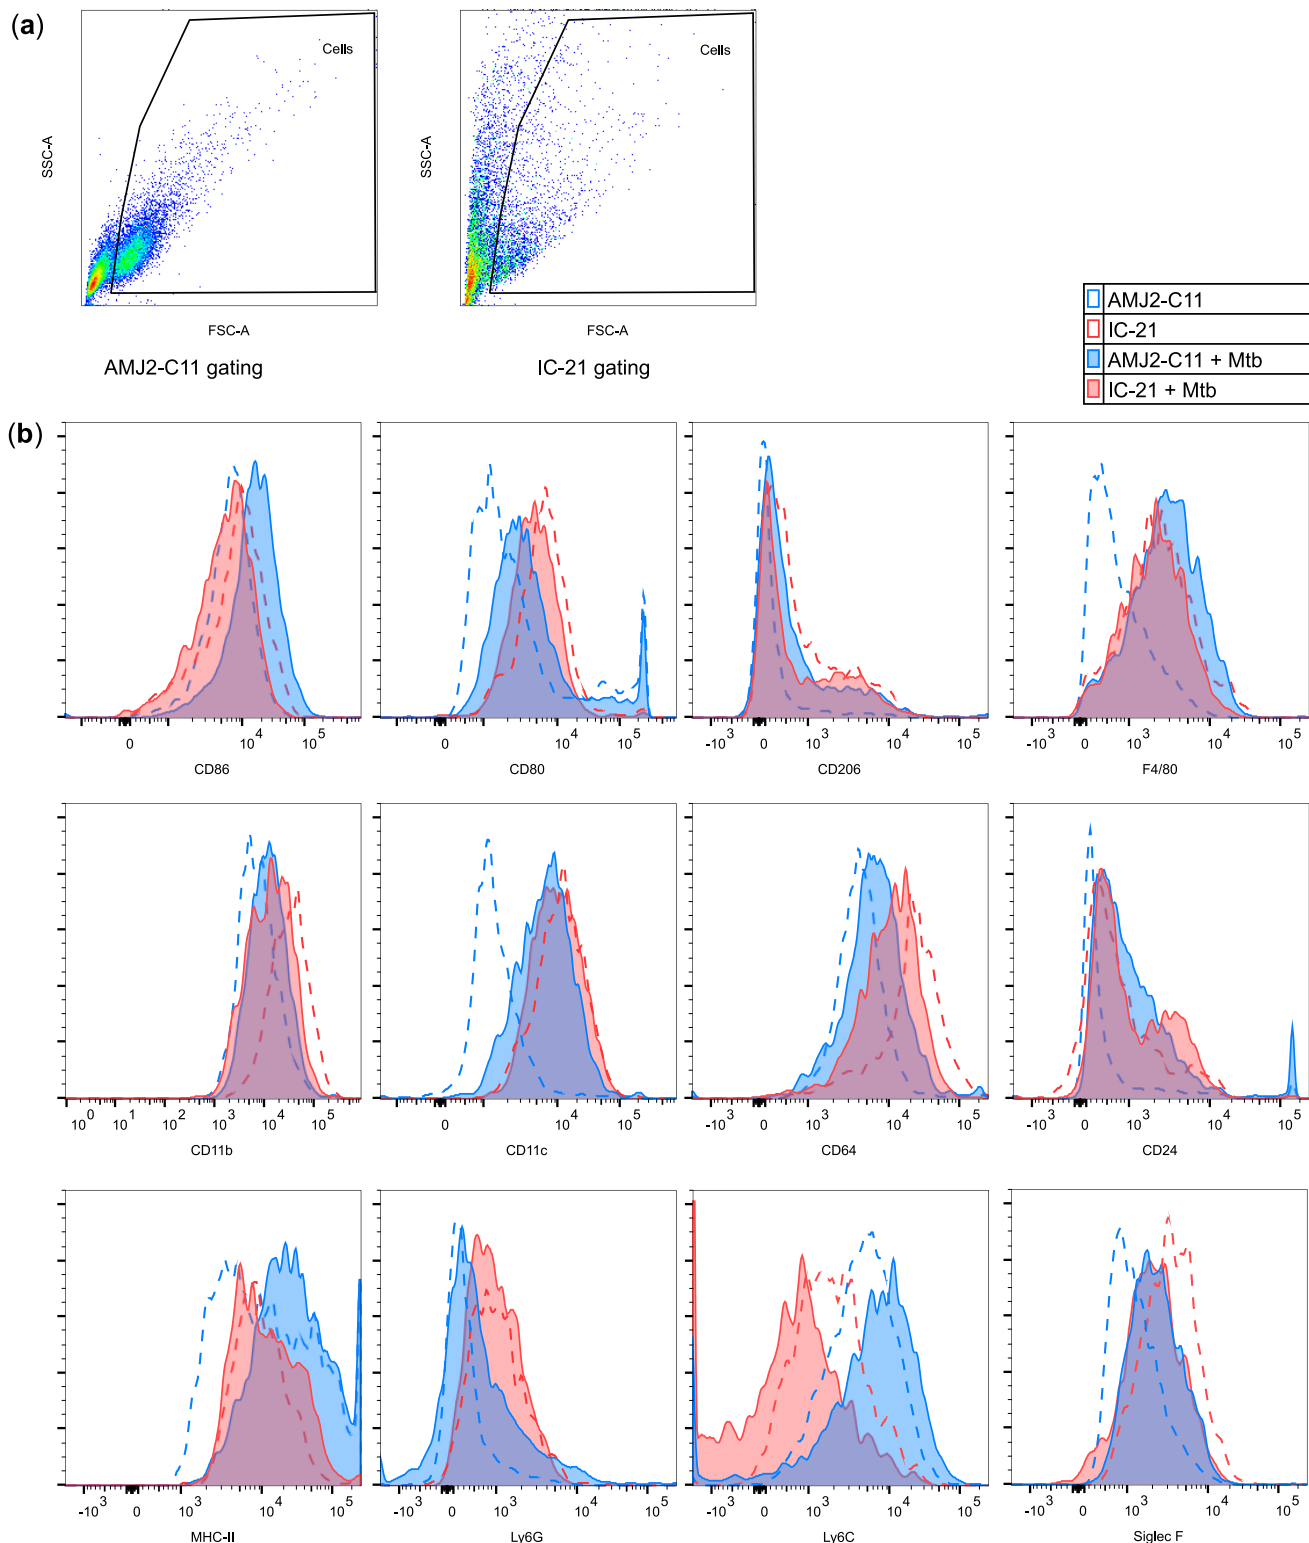 (a)
Cells
Cells
SSC-A
SSC-A
FSC-A
FSC-A
AMJ2-C11 gating
IC-21 gating
AMJ2-C11
IC-21
AMJ2-C11 + Mtb
IC-21 + Mtb
(b)
0 10^4 10^5
0 10^4 10^5
-10^3 0 10^3 10^4 10^5
0 10^3 10^4 10^5
CD86
CD80
CD206
F4/80
10^0 10^1 10^2 10^3 10^4 10^5
0 10^4 10^5
-10^3 0 10^3 10^4 10^5
-10^3 0 10^3 10^4 10^5
CD11b
CD11c
CD64
CD24
-10^3 0 10^3 10^4 10^5
-10^3 0 10^3 10^4 10^5
-10^3 0 10^3 10^4 10^5
-10^3 0 10^3 10^4 10^5
MHC-II
Ly6G
Ly6C
Siglec F